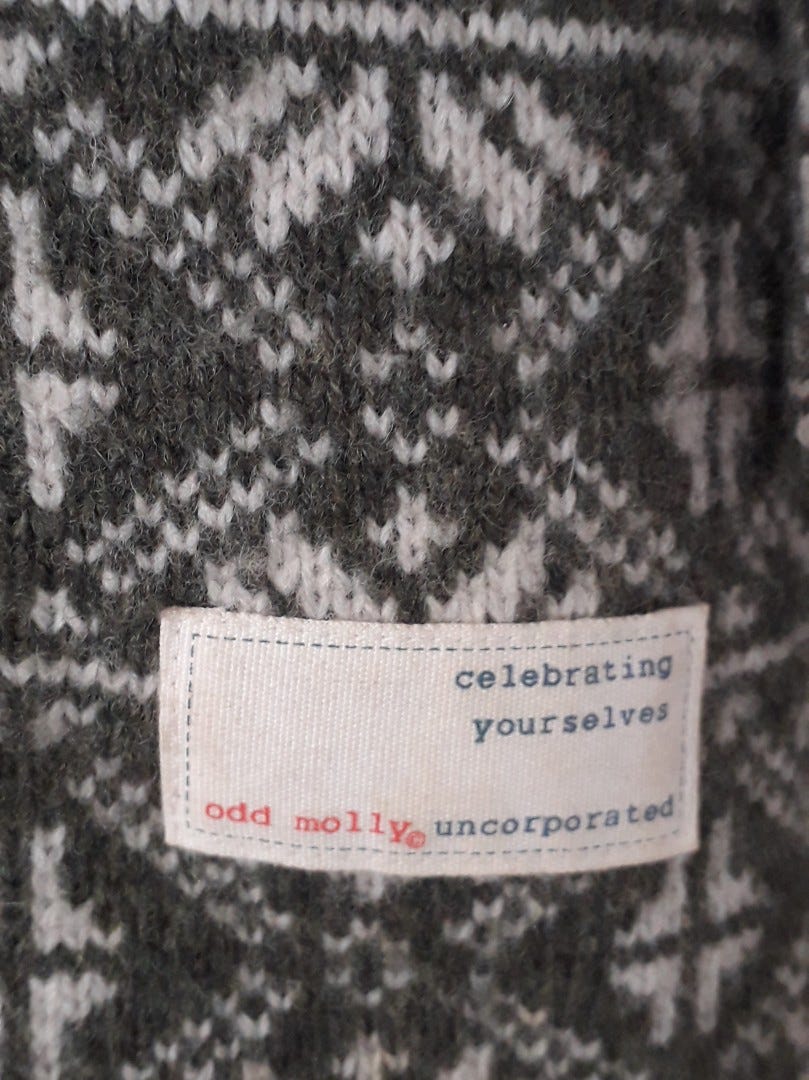 celebrating
yourselves
odd molly© uncorporated